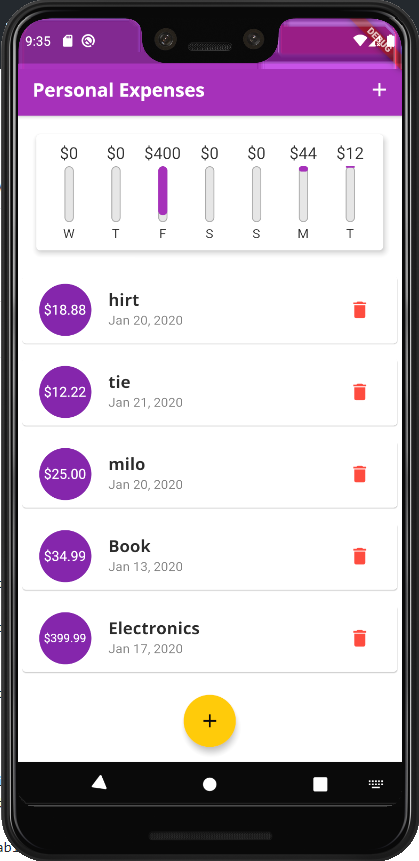 9:35
DEBUG
Personal Expenses
$0 $0 $400 $0 $0 $44 $12
W T F S S M T
hirt
$18.88
Jan 20, 2020
tie
$12.22
Jan 21, 2020
milo
$25.00
Jan 20, 2020
Book
$34.99
Jan 13, 2020
Electronics
$399.99
Jan 17, 2020